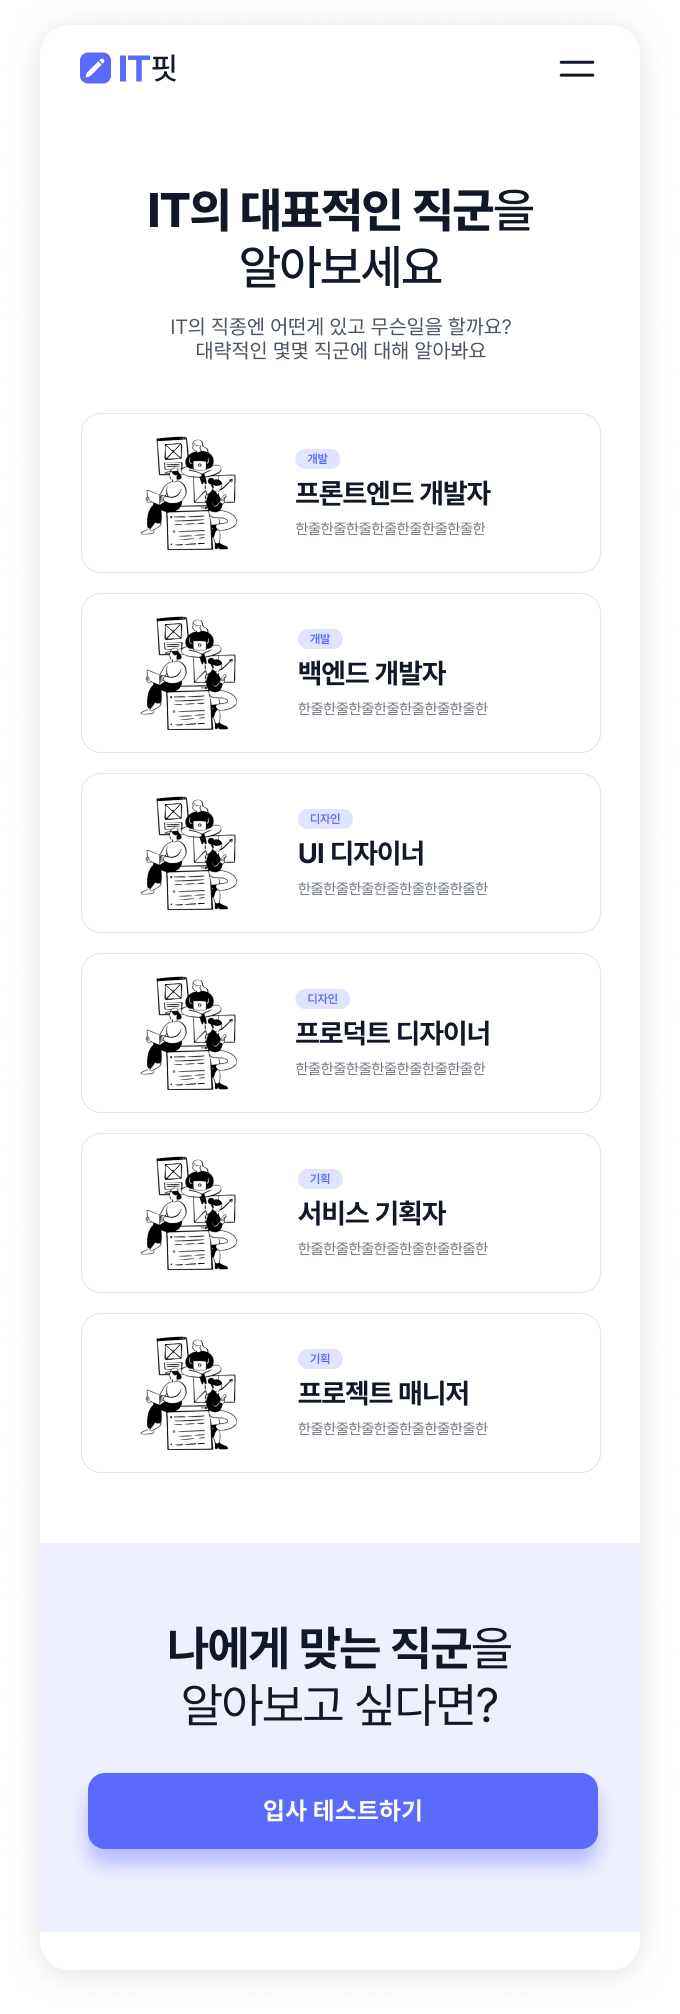 IT핏
IT의 대표적인 직군을
알아보세요
IT의 직종엔 어떤게 있고 무슨일을 할까요?
대략적인 몇몇 직군에 대해 알아봐요
개발
프론트엔드 개발자
한줄한줄한줄한줄한줄한줄한줄한
개발
백엔드 개발자
한줄한줄한줄한줄한줄한줄한줄한
디자인
UI 디자이너
한줄한줄한줄한줄한줄한줄한줄한
디자인
프로덕트 디자이너
한줄한줄한줄한줄한줄한줄한줄한
기획
서비스 기획자
한줄한줄한줄한줄한줄한줄한줄한
기획
프로젝트 매니저
한줄한줄한줄한줄한줄한줄한줄한
나에게 맞는 직군을
알아보고 싶다면?
입사 테스트하기